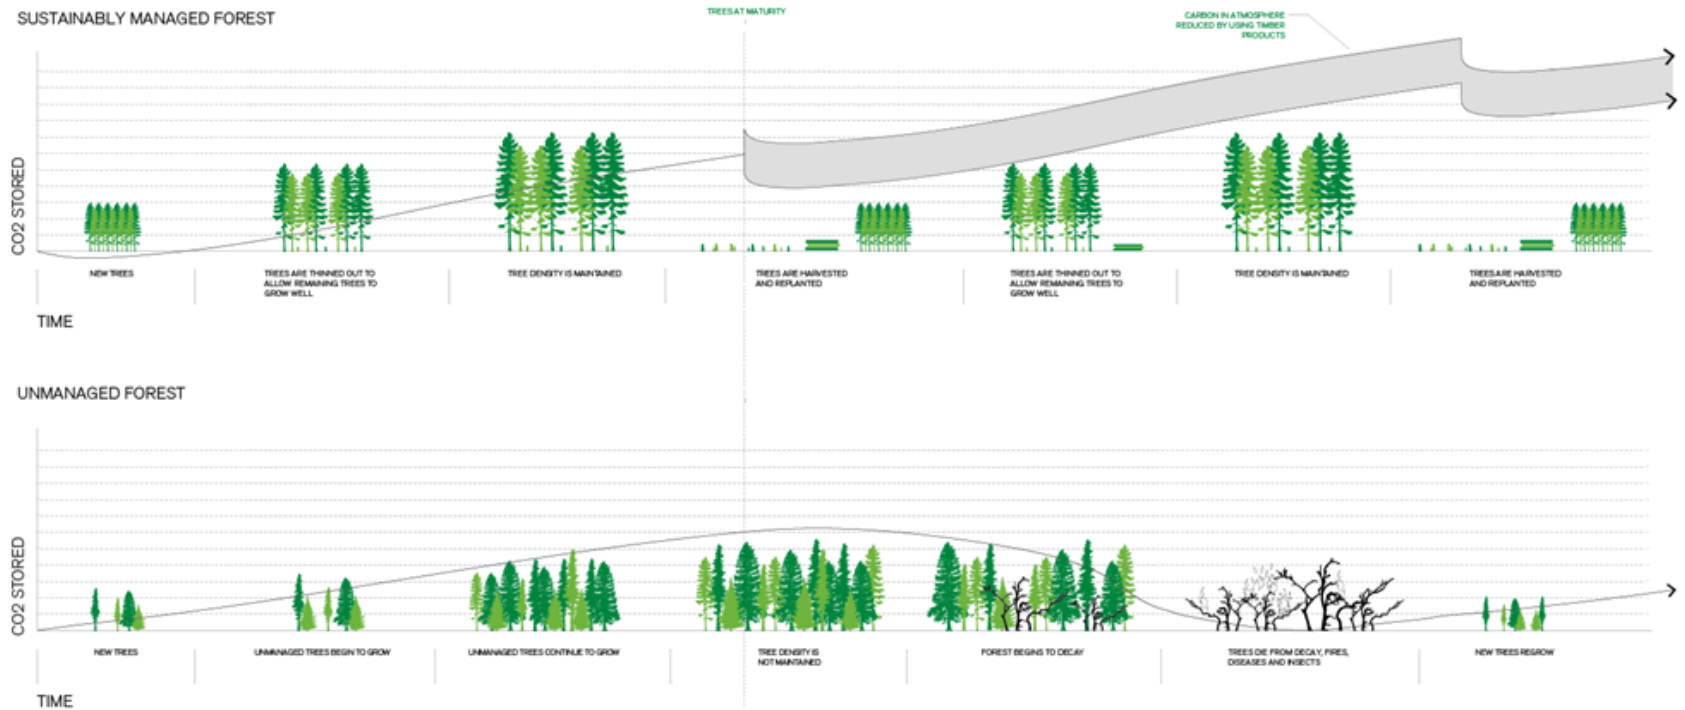 SUSTAINABLY MANAGED FOREST
TREES AT MATURITY
CARBON IN ATMOSPHERE
REDUCED BY USING TIMBER
PRODUCTS
CO2 STORED
NEW TREES
TREES ARE THINNED OUT TO
ALLOW REMAINING TREES TO
GROW WELL
TREE DENSITY IS MAINTAINED
TREES ARE HARVESTED
AND REPLANTED
TREES ARE THINNED OUT TO
ALLOW REMAINING TREES TO
GROW WELL
TREE DENSITY IS MAINTAINED
TREES ARE HARVESTED
AND REPLANTED
TIME
UNMANAGED FOREST
CO2 STORED
NEW TREES
UNMANAGED TREES BEGIN TO GROW
UNMANAGED TREES CONTINUE TO GROW
TREE DENSITY IS
NOT MAINTAINED
FOREST BEGINS TO DECAY
TREES DIE FROM DECAY, FIRES,
DISEASES AND INSECTS
NEW TREES REGROW
TIME